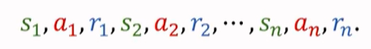 s₁, a₁, r₁, s₂, a₂, r₂, ⋯, sₙ, aₙ, rₙ.